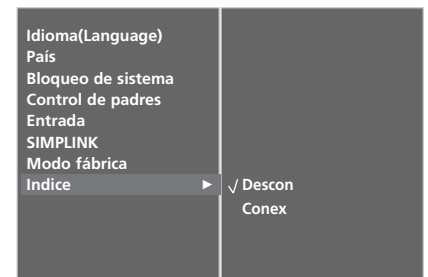 Idioma(Language)
País
Bloqueo de sistema
Control de padres
Entrada
SIMPLINK
Modo fábrica
Indice ► √ Descon
Conex